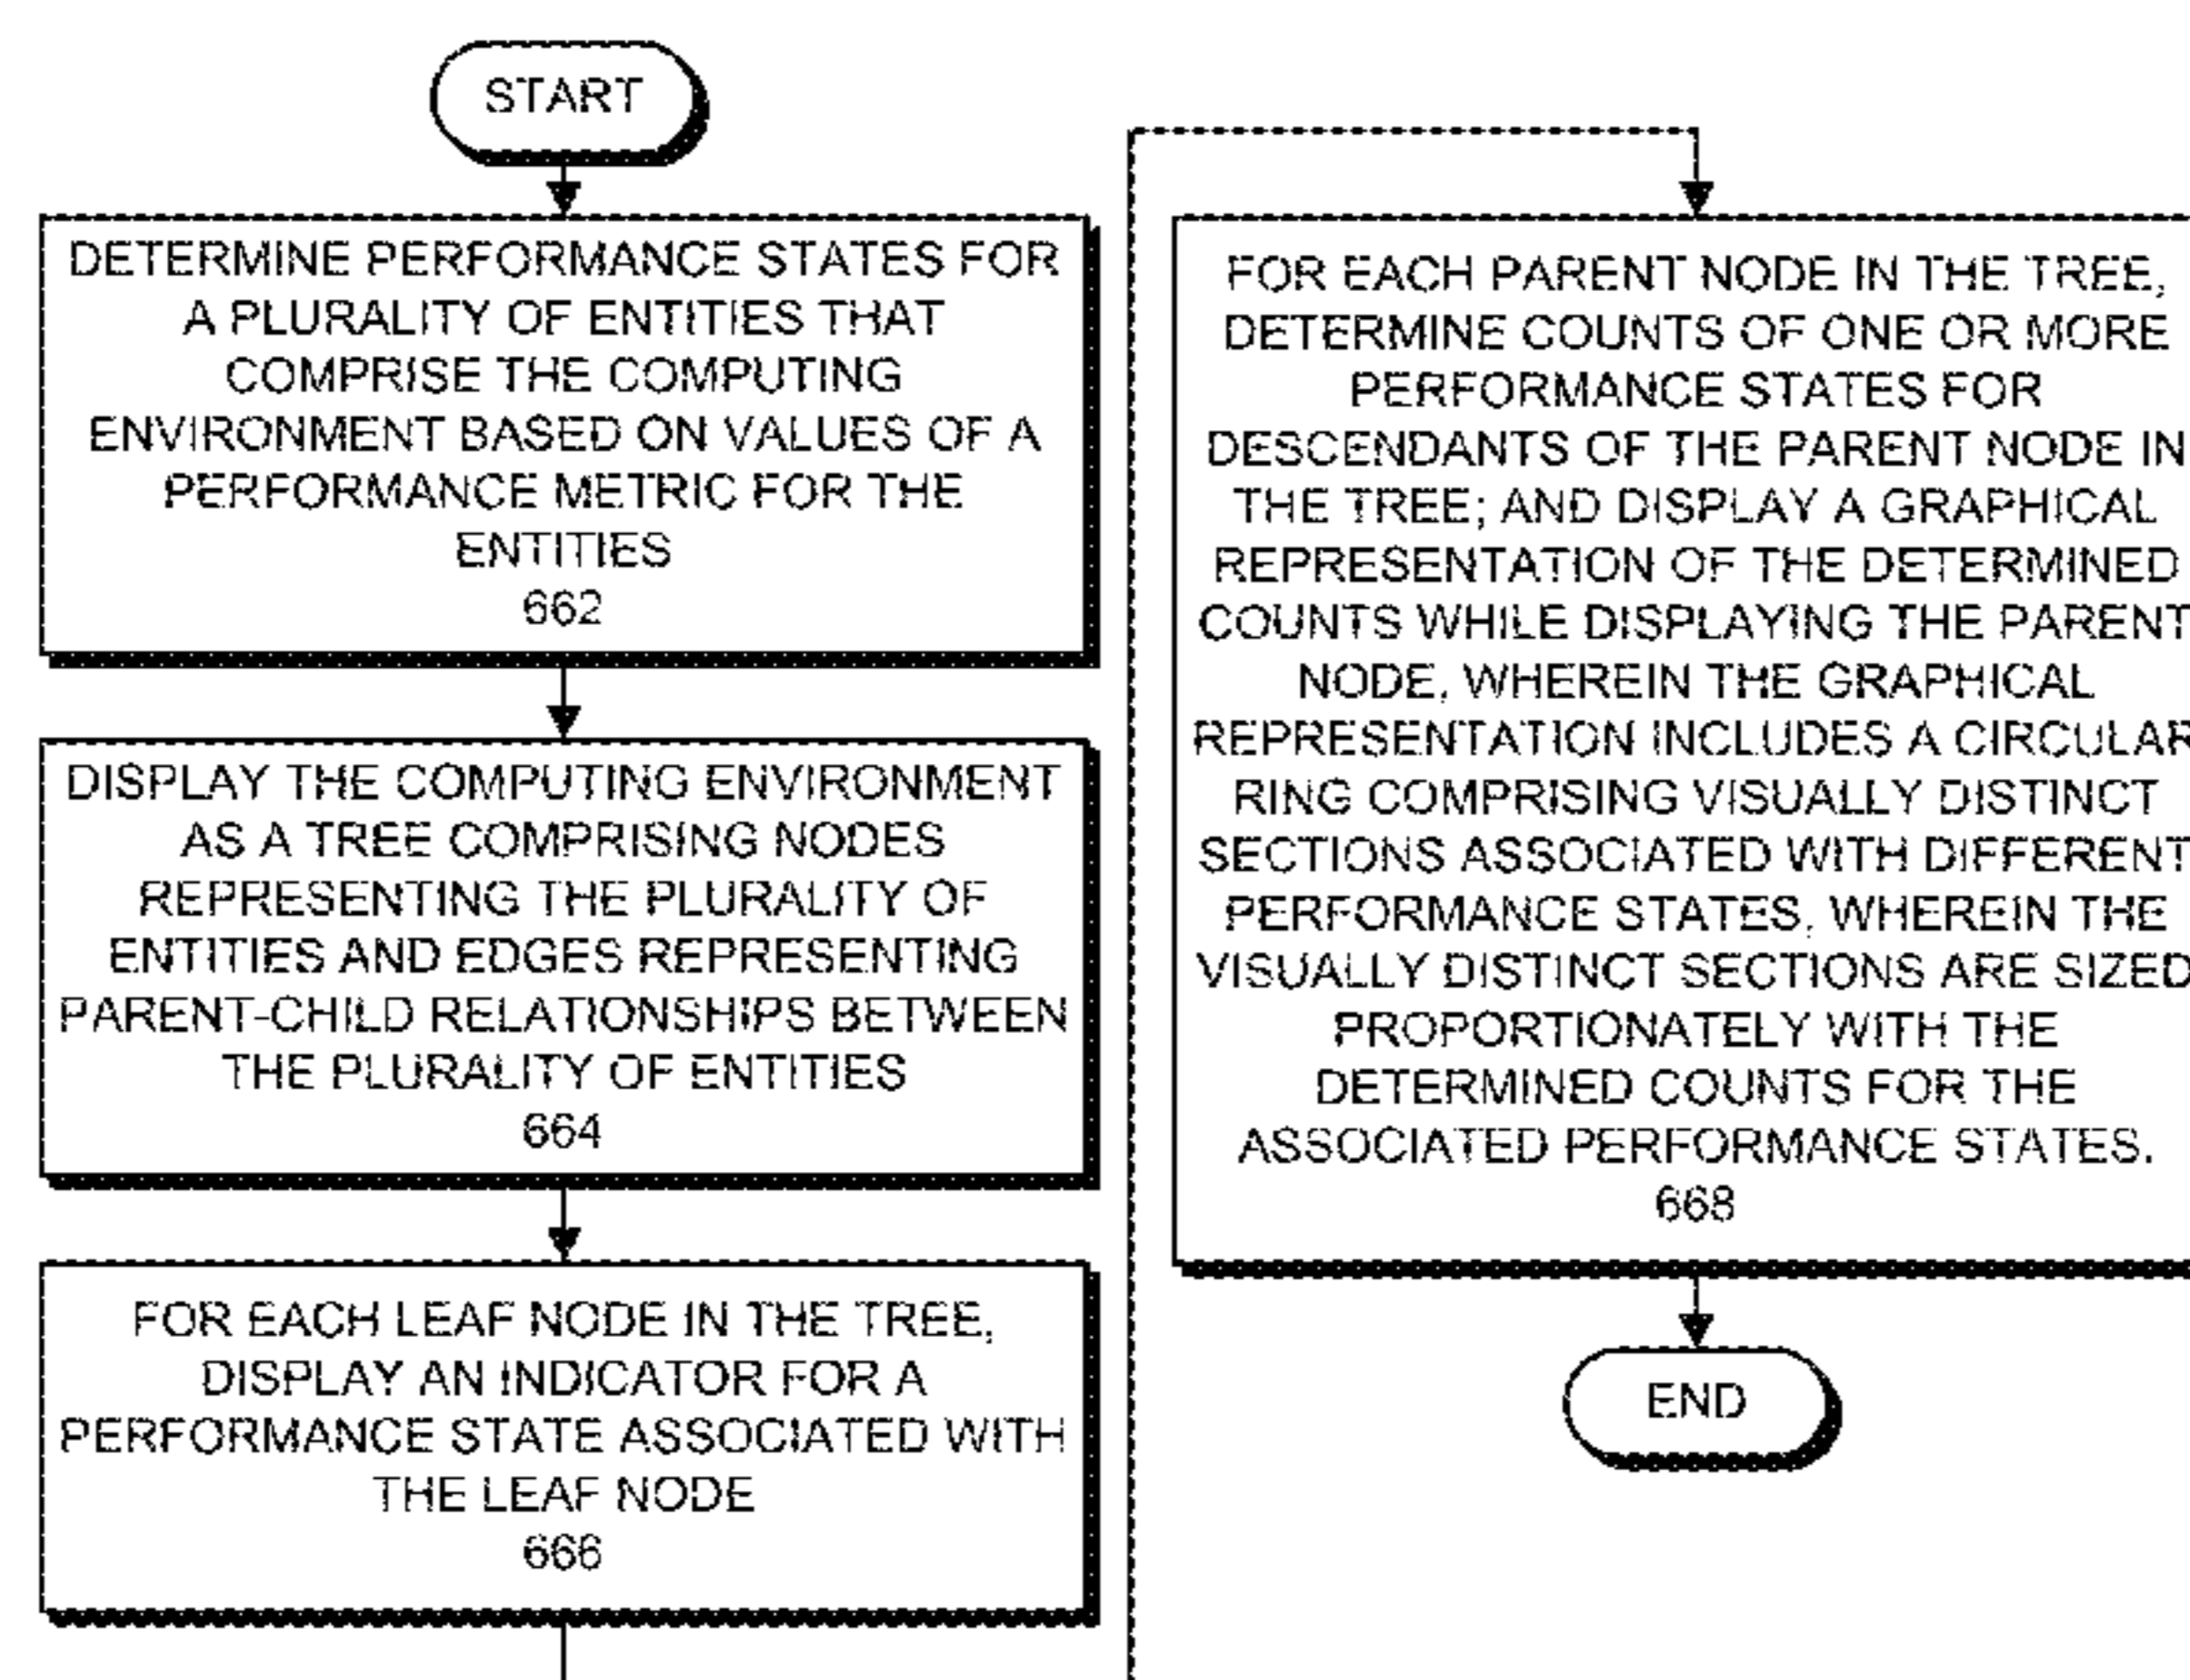 START
DETERMINE PERFORMANCE STATES FOR
A PLURALITY OF ENTITIES THAT
COMPRISE THE COMPUTING
ENVIRONMENT BASED ON VALUES OF A
PERFORMANCE METRIC FOR THE
ENTITIES
662
DISPLAY THE COMPUTING ENVIRONMENT
AS A TREE COMPRISING NODES
REPRESENTING THE PLURALITY OF
ENTITIES AND EDGES REPRESENTING
PARENT-CHILD RELATIONSHIPS BETWEEN
THE PLURALITY OF ENTITIES
664
FOR EACH LEAF NODE IN THE TREE,
DISPLAY AN INDICATOR FOR A
PERFORMANCE STATE ASSOCIATED WITH
THE LEAF NODE
666
FOR EACH PARENT NODE IN THE TREE,
DETERMINE COUNTS OF ONE OR MORE
PERFORMANCE STATES FOR
DESCENDANTS OF THE PARENT NODE IN
THE TREE; AND DISPLAY A GRAPHICAL
REPRESENTATION OF THE DETERMINED
COUNTS WHILE DISPLAYING THE PARENT
NODE, WHEREIN THE GRAPHICAL
REPRESENTATION INCLUDES A CIRCULAR
RING COMPRISING VISUALLY DISTINCT
SECTIONS ASSOCIATED WITH DIFFERENT
PERFORMANCE STATES, WHEREIN THE
VISUALLY DISTINCT SECTIONS ARE SIZED
PROPORTIONATELY WITH THE
DETERMINED COUNTS FOR THE
ASSOCIATED PERFORMANCE STATES.
668
END